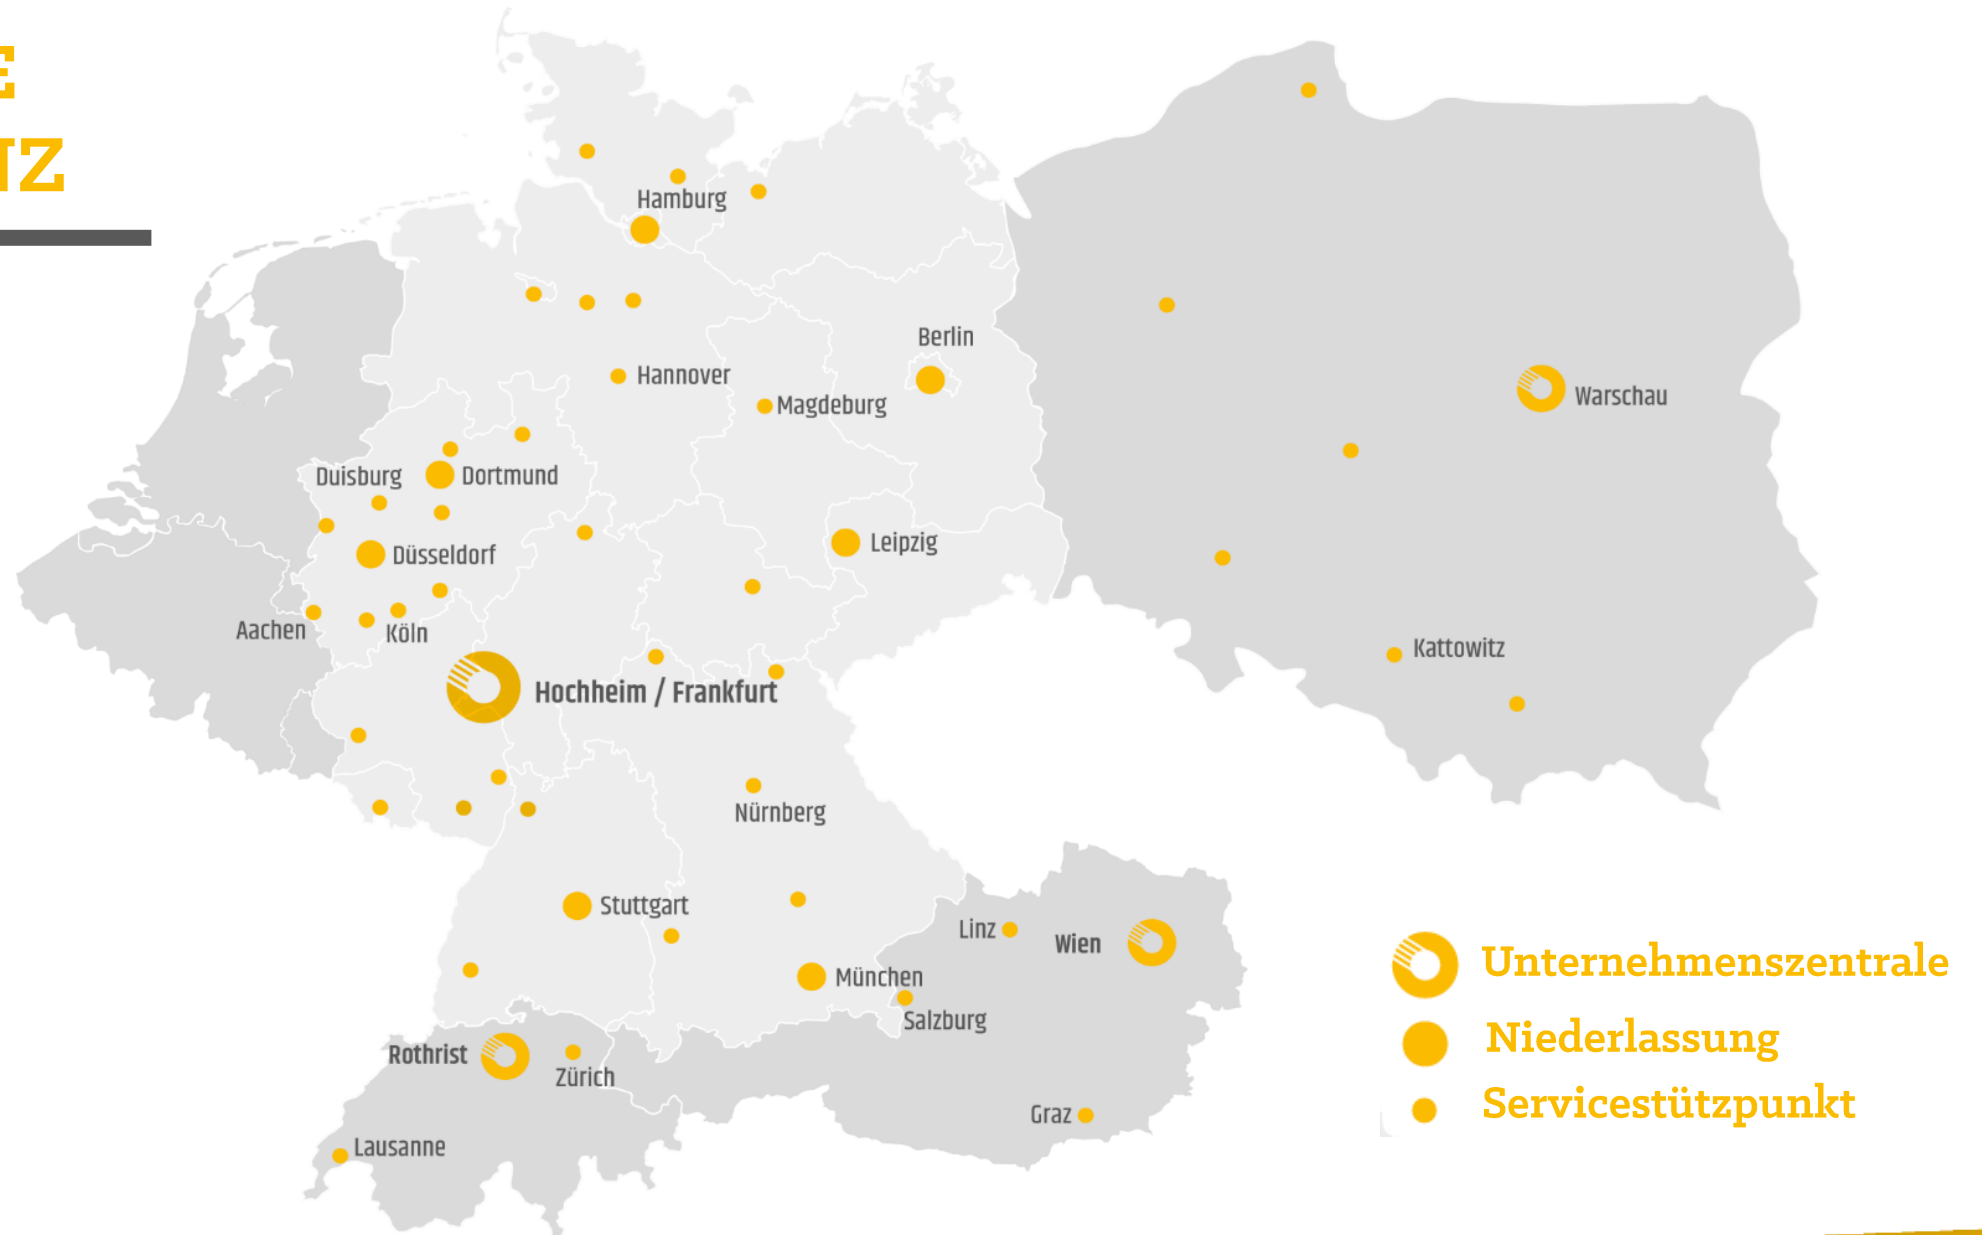 E
TZ
Hamburg
Berlin
Hannover
Magdeburg
Warschau
Duisburg
Dortmund
Leipzig
Düsseldorf
Aachen
Köln
Kattowitz
Hochheim / Frankfurt
Nürnberg
Stuttgart
Linz
Wien
München
Salzburg
Rothrist
Zürich
Graz
Lausanne
Unternehmenszentrale
Niederlassung
Servicestützpunkt